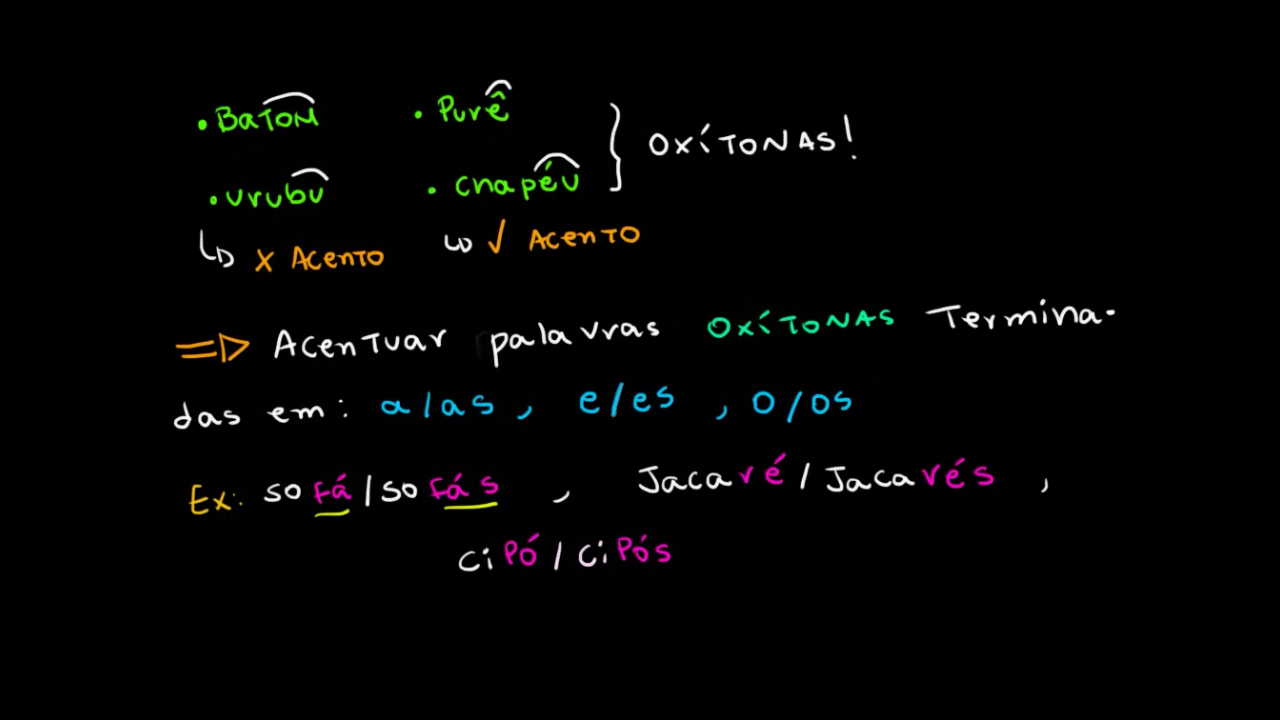 • Batom • Purê } oxítonas!
• urubu • chapéu
↳ x Acento ↳ ✓ Acento
⇒ Acentuar palavras oxítonas termina-
das em: a/as, e/es, o/os
Ex: sofá/sofás, Jacaré/Jacarés,
cipó/cipós